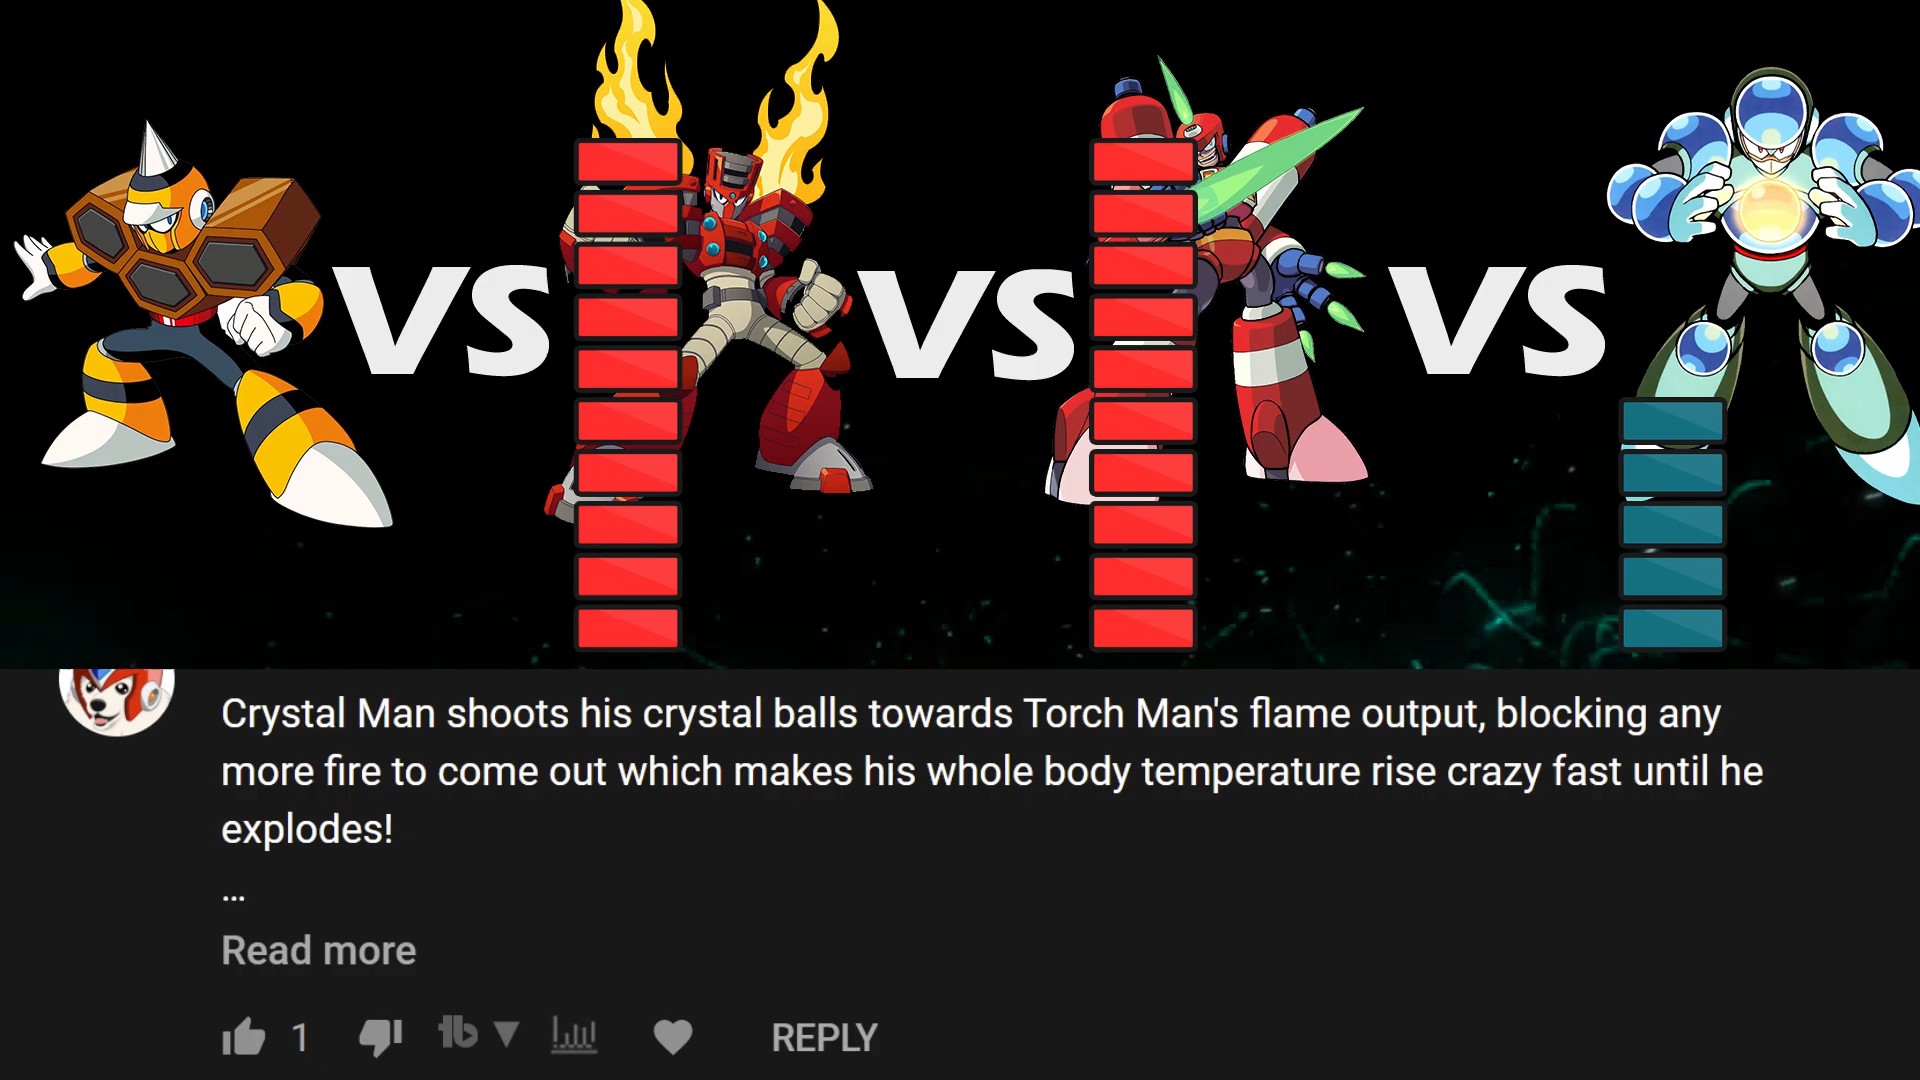 VS VS VS
Crystal Man shoots his crystal balls towards Torch Man's flame output, blocking any
more fire to come out which makes his whole body temperature rise crazy fast until he
explodes!
...
Read more
1 tb REPLY